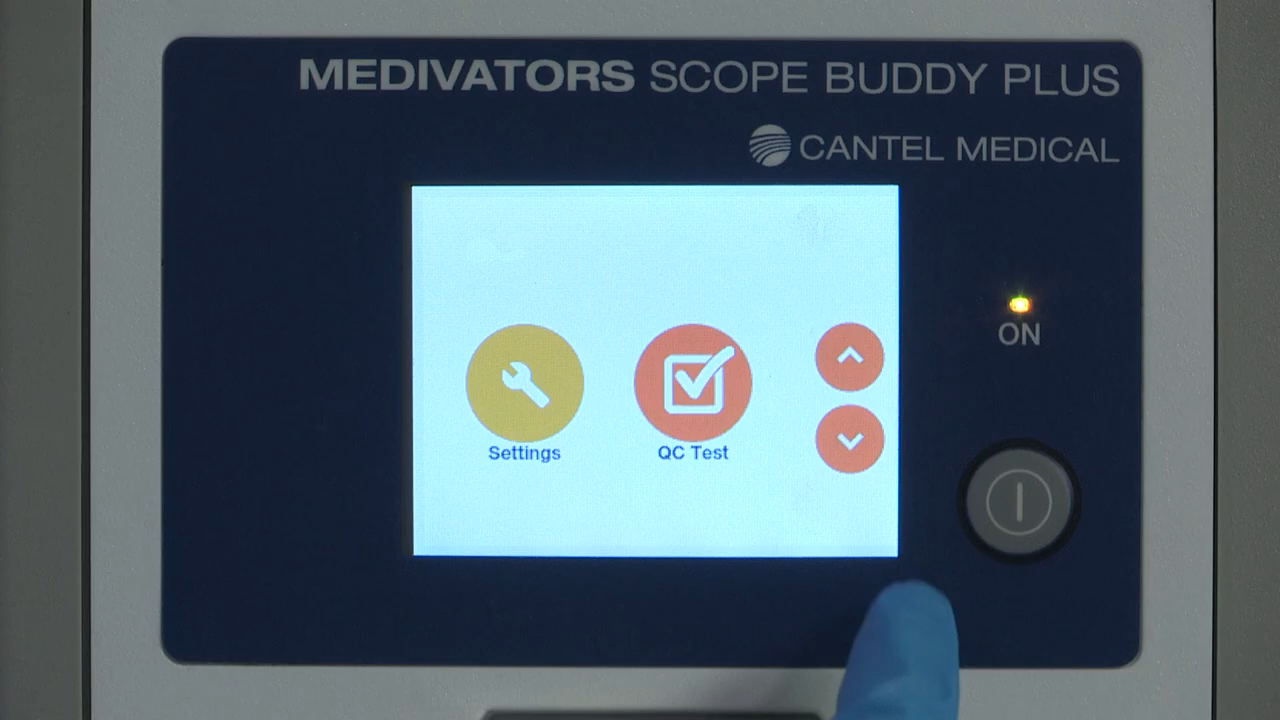 MEDIVATORS SCOPE BUDDY PLUS
CANTEL MEDICAL
ON
Settings
QC Test